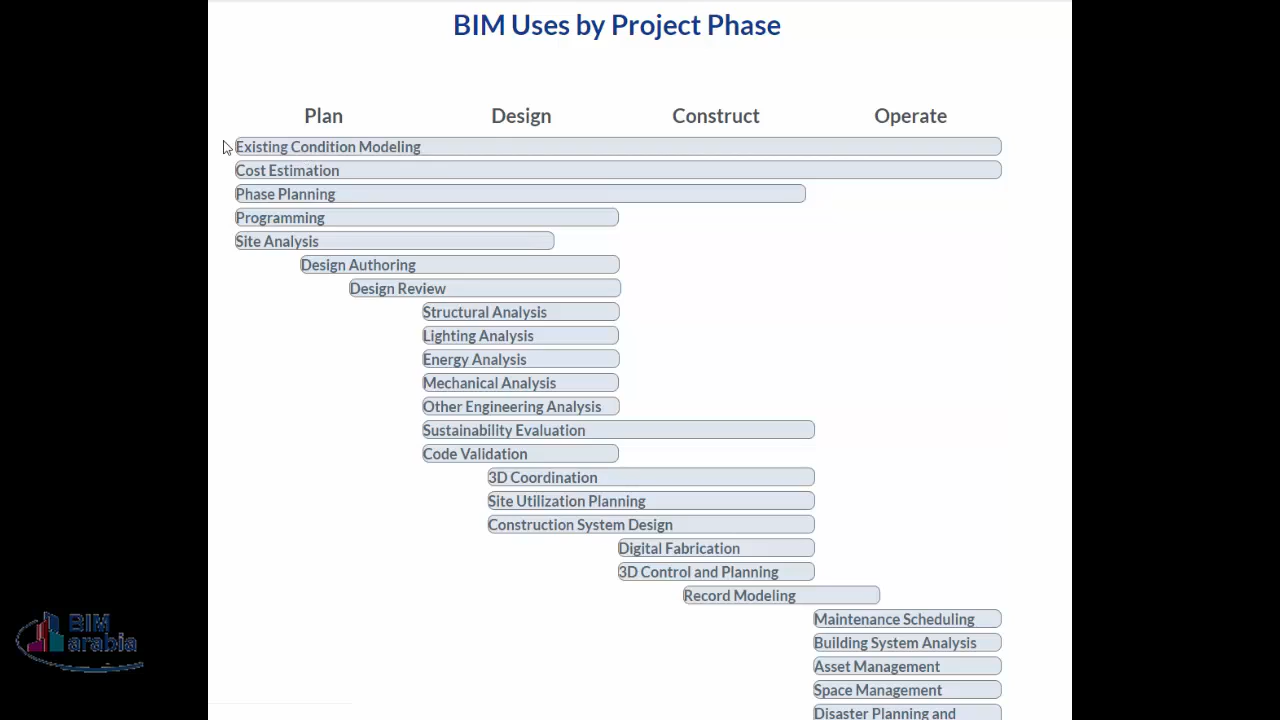 BIM Uses by Project Phase
Plan Design Construct Operate
Existing Condition Modeling
Cost Estimation
Phase Planning
Programming
Site Analysis
Design Authoring
Design Review
Structural Analysis
Lighting Analysis
Energy Analysis
Mechanical Analysis
Other Engineering Analysis
Sustainability Evaluation
Code Validation
3D Coordination
Site Utilization Planning
Construction System Design
Digital Fabrication
3D Control and Planning
Record Modeling
Maintenance Scheduling
Building System Analysis
Asset Management
Space Management
Disaster Planning and
BIM
arabia